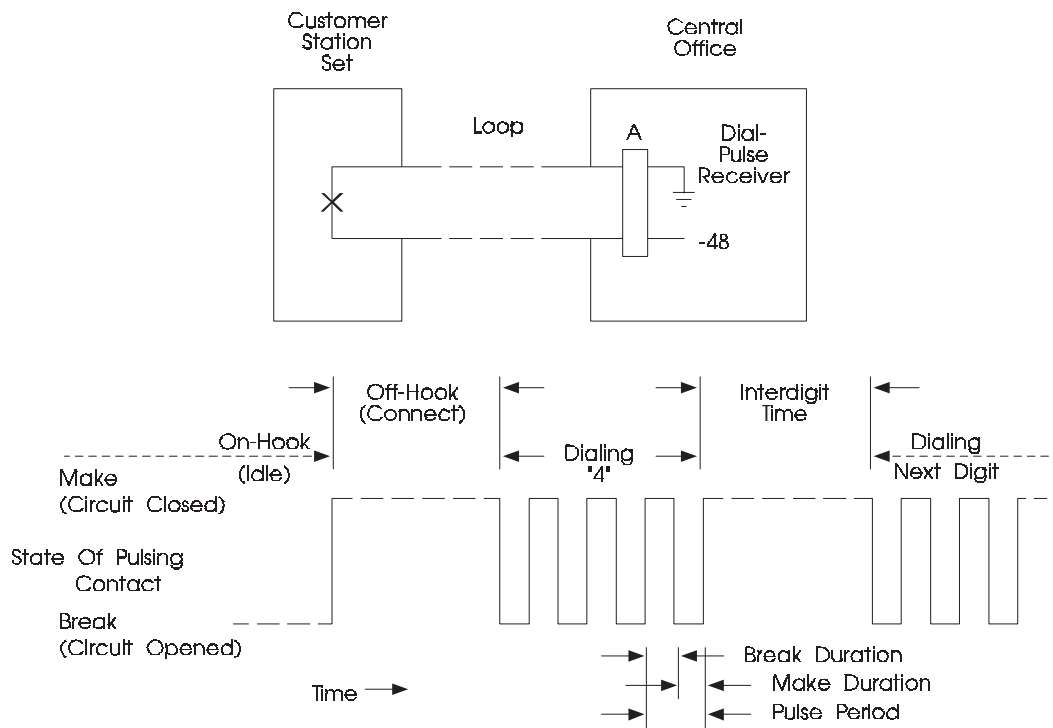 Customer
Station
Set
Central
Office
Loop
A
Dial-
Pulse
Receiver
-48
Off-Hook
(Connect)
Interdigit
Time
On-Hook
(Idle)
Dialing
"4"
Dialing
Next Digit
Make
(Circuit Closed)
State Of Pulsing
Contact
Break
(Circuit Opened)
Break Duration
Make Duration
Pulse Period
Time